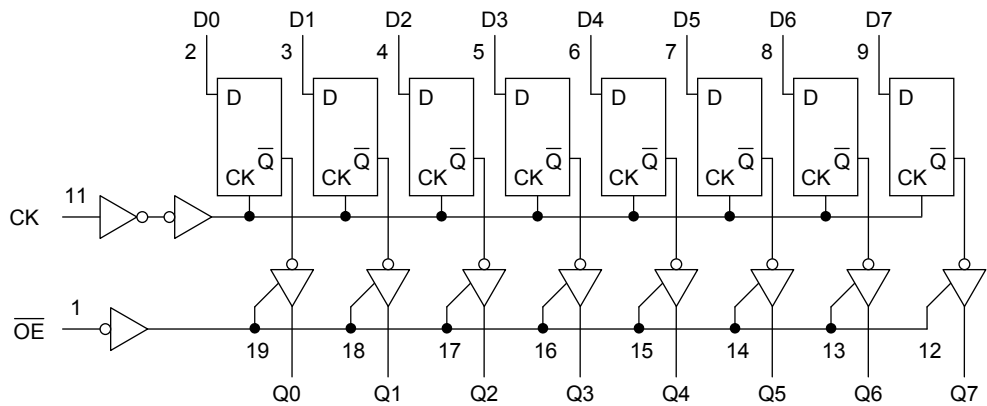 D0 D1 D2 D3 D4 D5 D6 D7
2 3 4 5 6 7 8 9
D D D D D D D D
Q̅ Q̅ Q̅ Q̅ Q̅ Q̅ Q̅ Q̅
CK CK CK CK CK CK CK CK
11
CK
1
O̅E̅
19 18 17 16 15 14 13 12
Q0 Q1 Q2 Q3 Q4 Q5 Q6 Q7